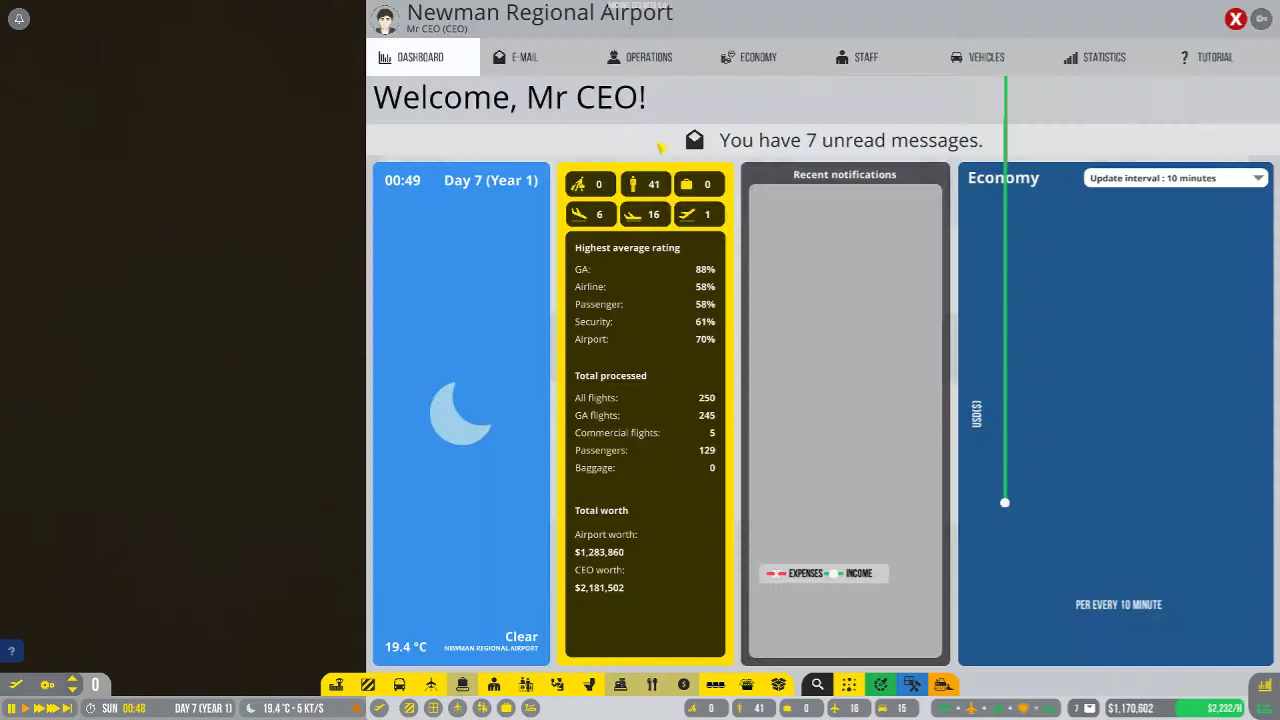 Newman Regional Airport
Mr CEO (CEO)
X
DASHBOARD
E-MAIL
OPERATIONS
ECONOMY
STAFF
VEHICLES
STATISTICS
? TUTORIAL
Welcome, Mr CEO!
You have 7 unread messages.
00:49 Day 7 (Year 1)
Clear
19.4 °C
NEWMAN REGIONAL AIRPORT
0 41 0
6 16 1
Highest average rating
GA: 88%
Airline: 58%
Passenger: 58%
Security: 61%
Airport: 70%
Total processed
All flights: 250
GA flights: 245
Commercial flights: 5
Passengers: 129
Baggage: 0
Total worth
Airport worth:
$1,283,860
CEO worth:
$2,181,502
Recent notifications
EXPENSES INCOME
Economy
Update interval : 10 minutes
USD($)
PER EVERY 10 MINUTE
?
0
SUN 00:48 DAY 7 (YEAR 1) 19.4 °C - 5 KT/S
0 41 0 16 15
7 $1,170,602 $2,232/H